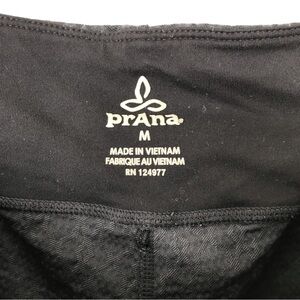 prAna
M
MADE IN VIETNAM
FABRIQUE AU VIETNAM
RN 124977